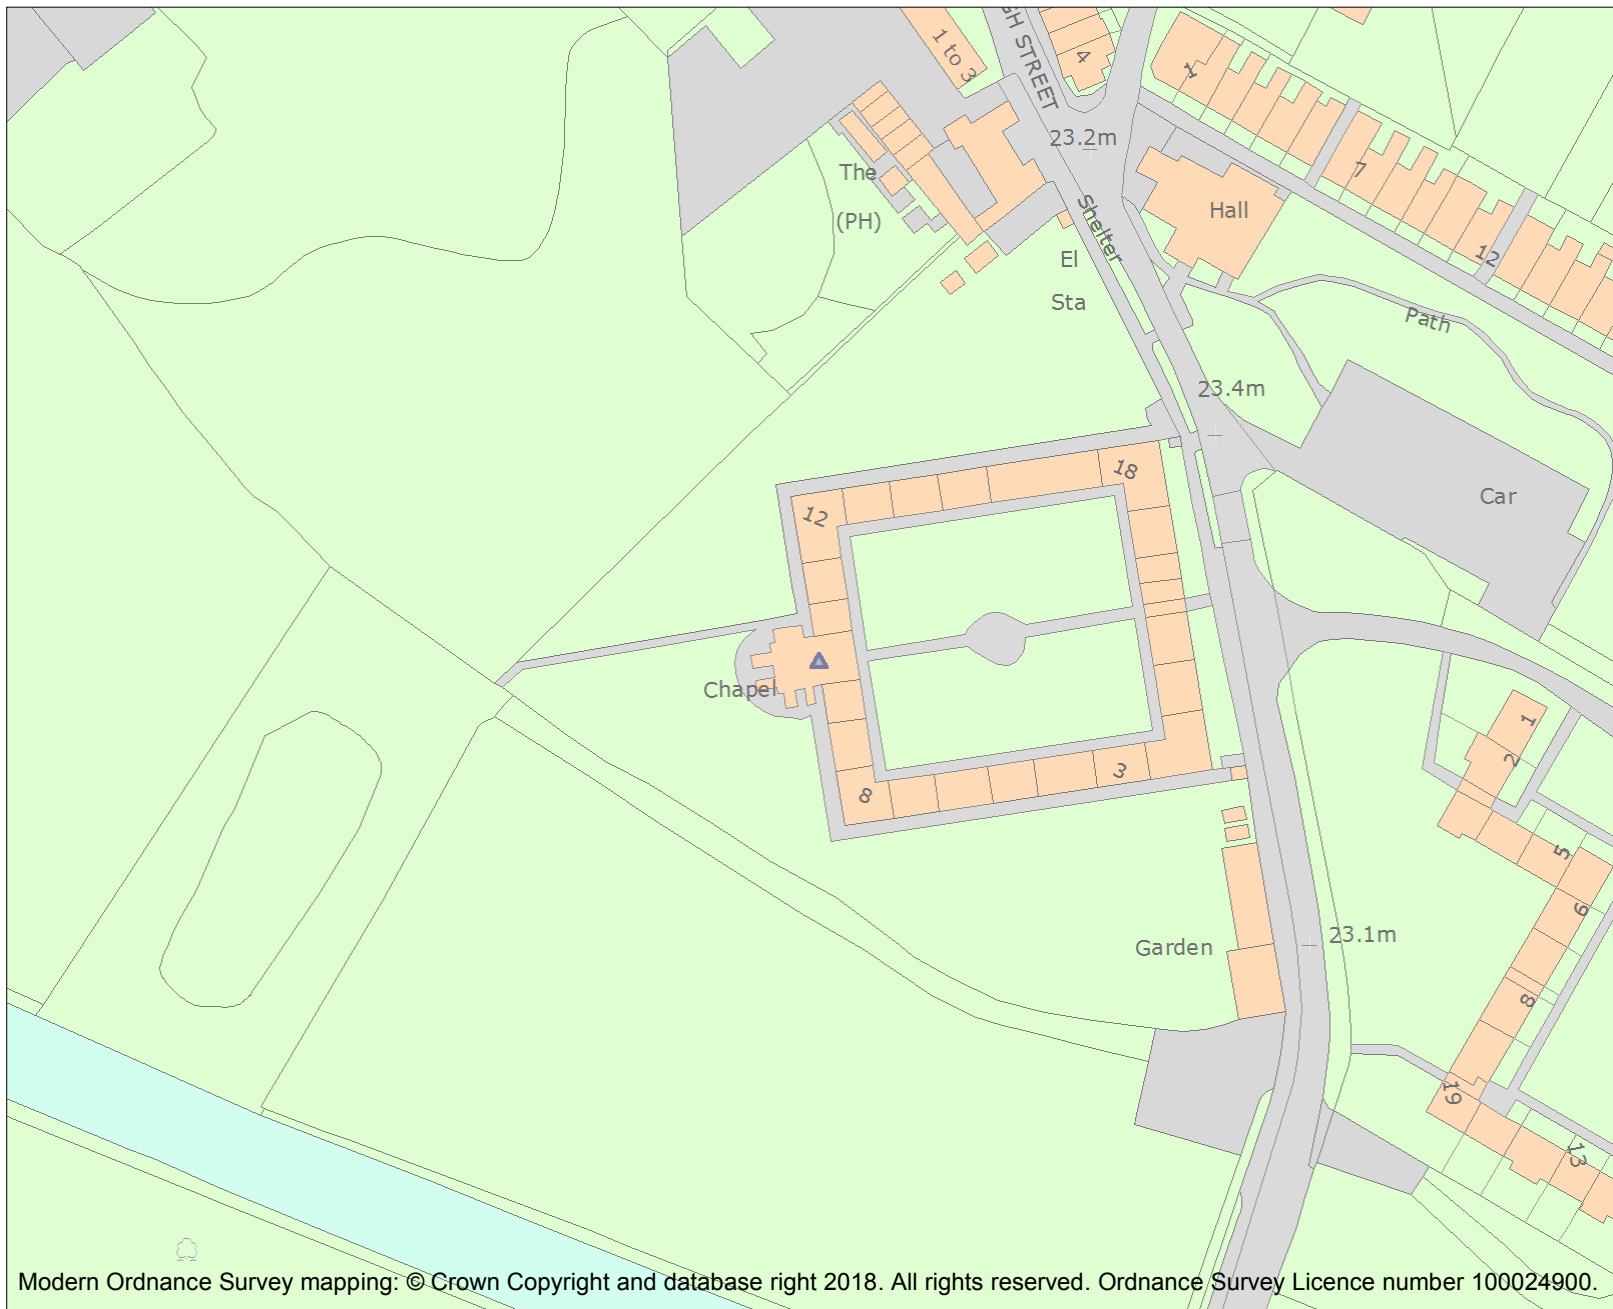 1 to 3
GH STREET
4
1
23.2m
The
(PH)
7
Hall
Shelter
El
Sta
12
Path
23.4m
18
12
Car
Chapel
3
8
1
2
5
6
Garden
23.1m
8
19
13
Modern Ordnance Survey mapping: © Crown Copyright and database right 2018. All rights reserved. Ordnance Survey Licence number 100024900.